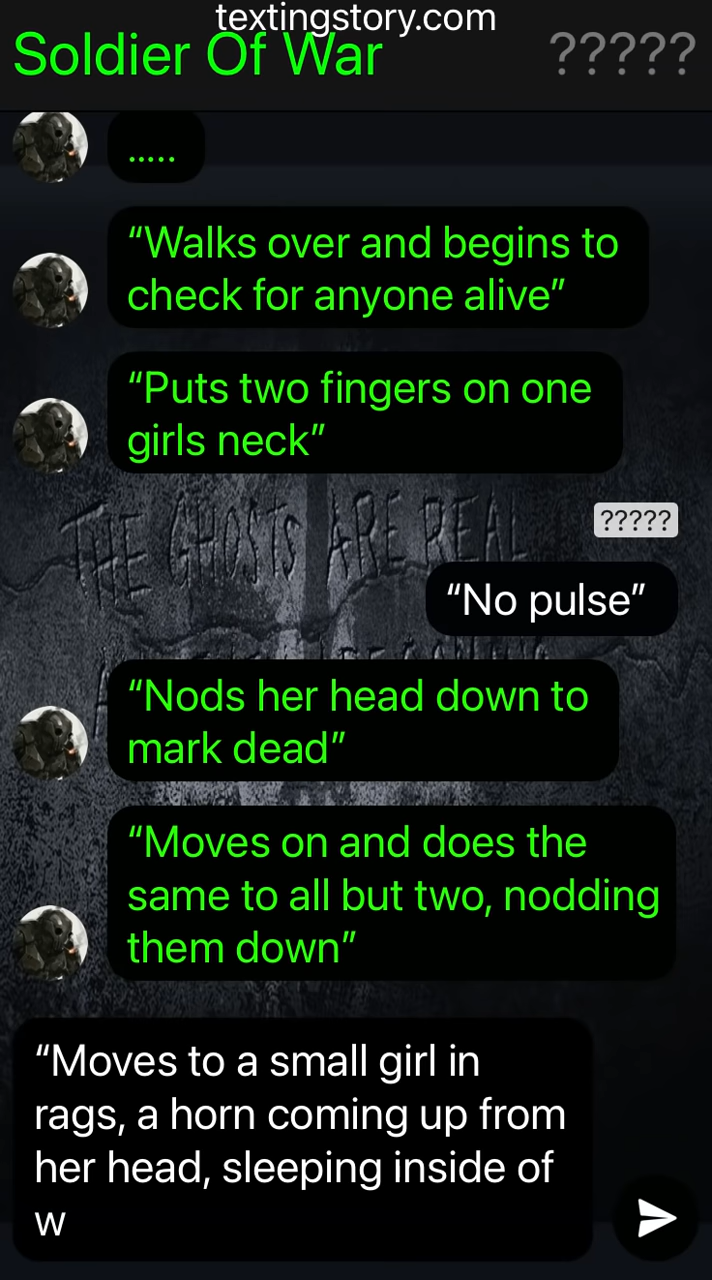 textingstory.com
Soldier Of War
?????
.....
“Walks over and begins to
check for anyone alive”
“Puts two fingers on one
girls neck”
THE GHOSTS ARE REAL
?????
“No pulse”
“Nods her head down to
mark dead”
“Moves on and does the
same to all but two, nodding
them down”
“Moves to a small girl in
rags, a horn coming up from
her head, sleeping inside of
w